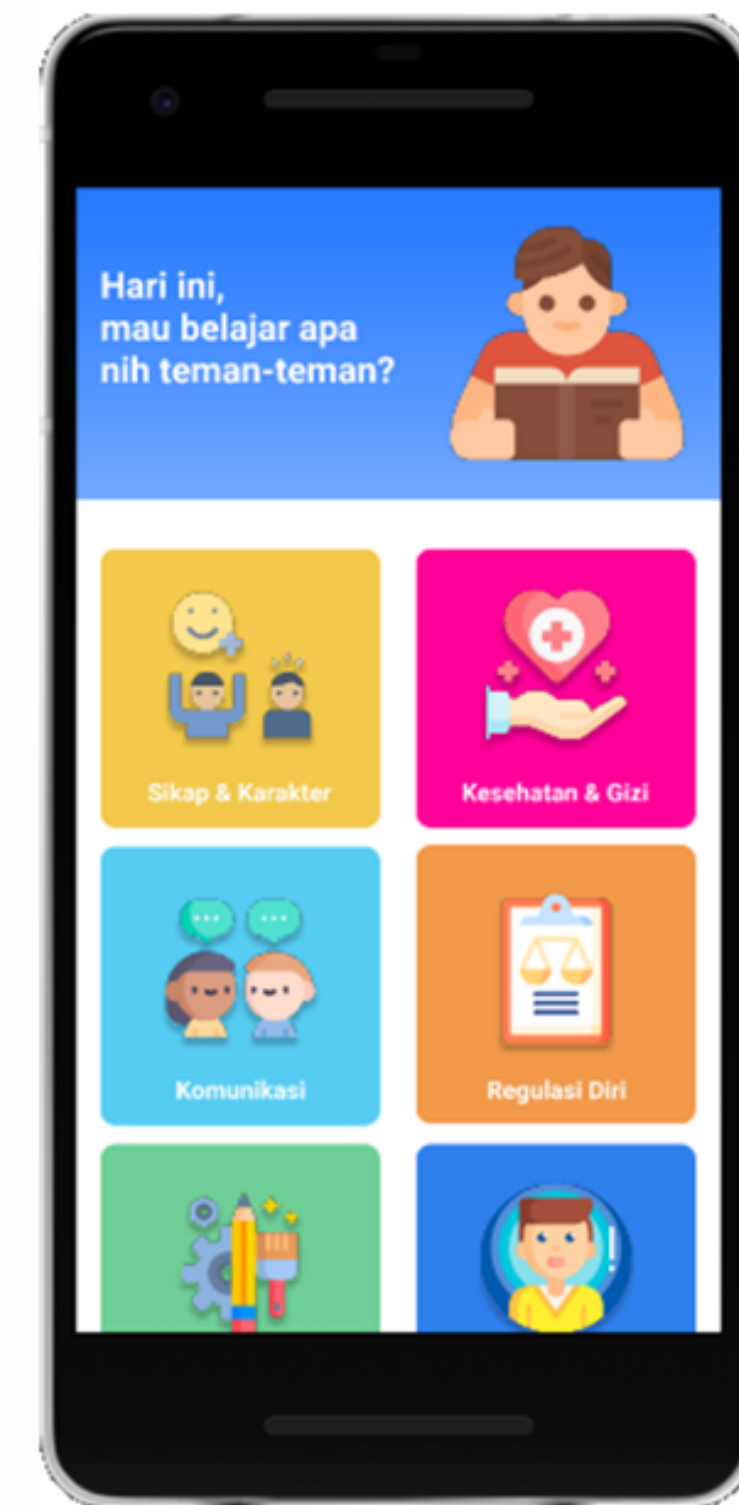 Hari ini,
mau belajar apa
nih teman-teman?
Sikap & Karakter
Kesehatan & Gizi
Komunikasi
Regulasi Diri